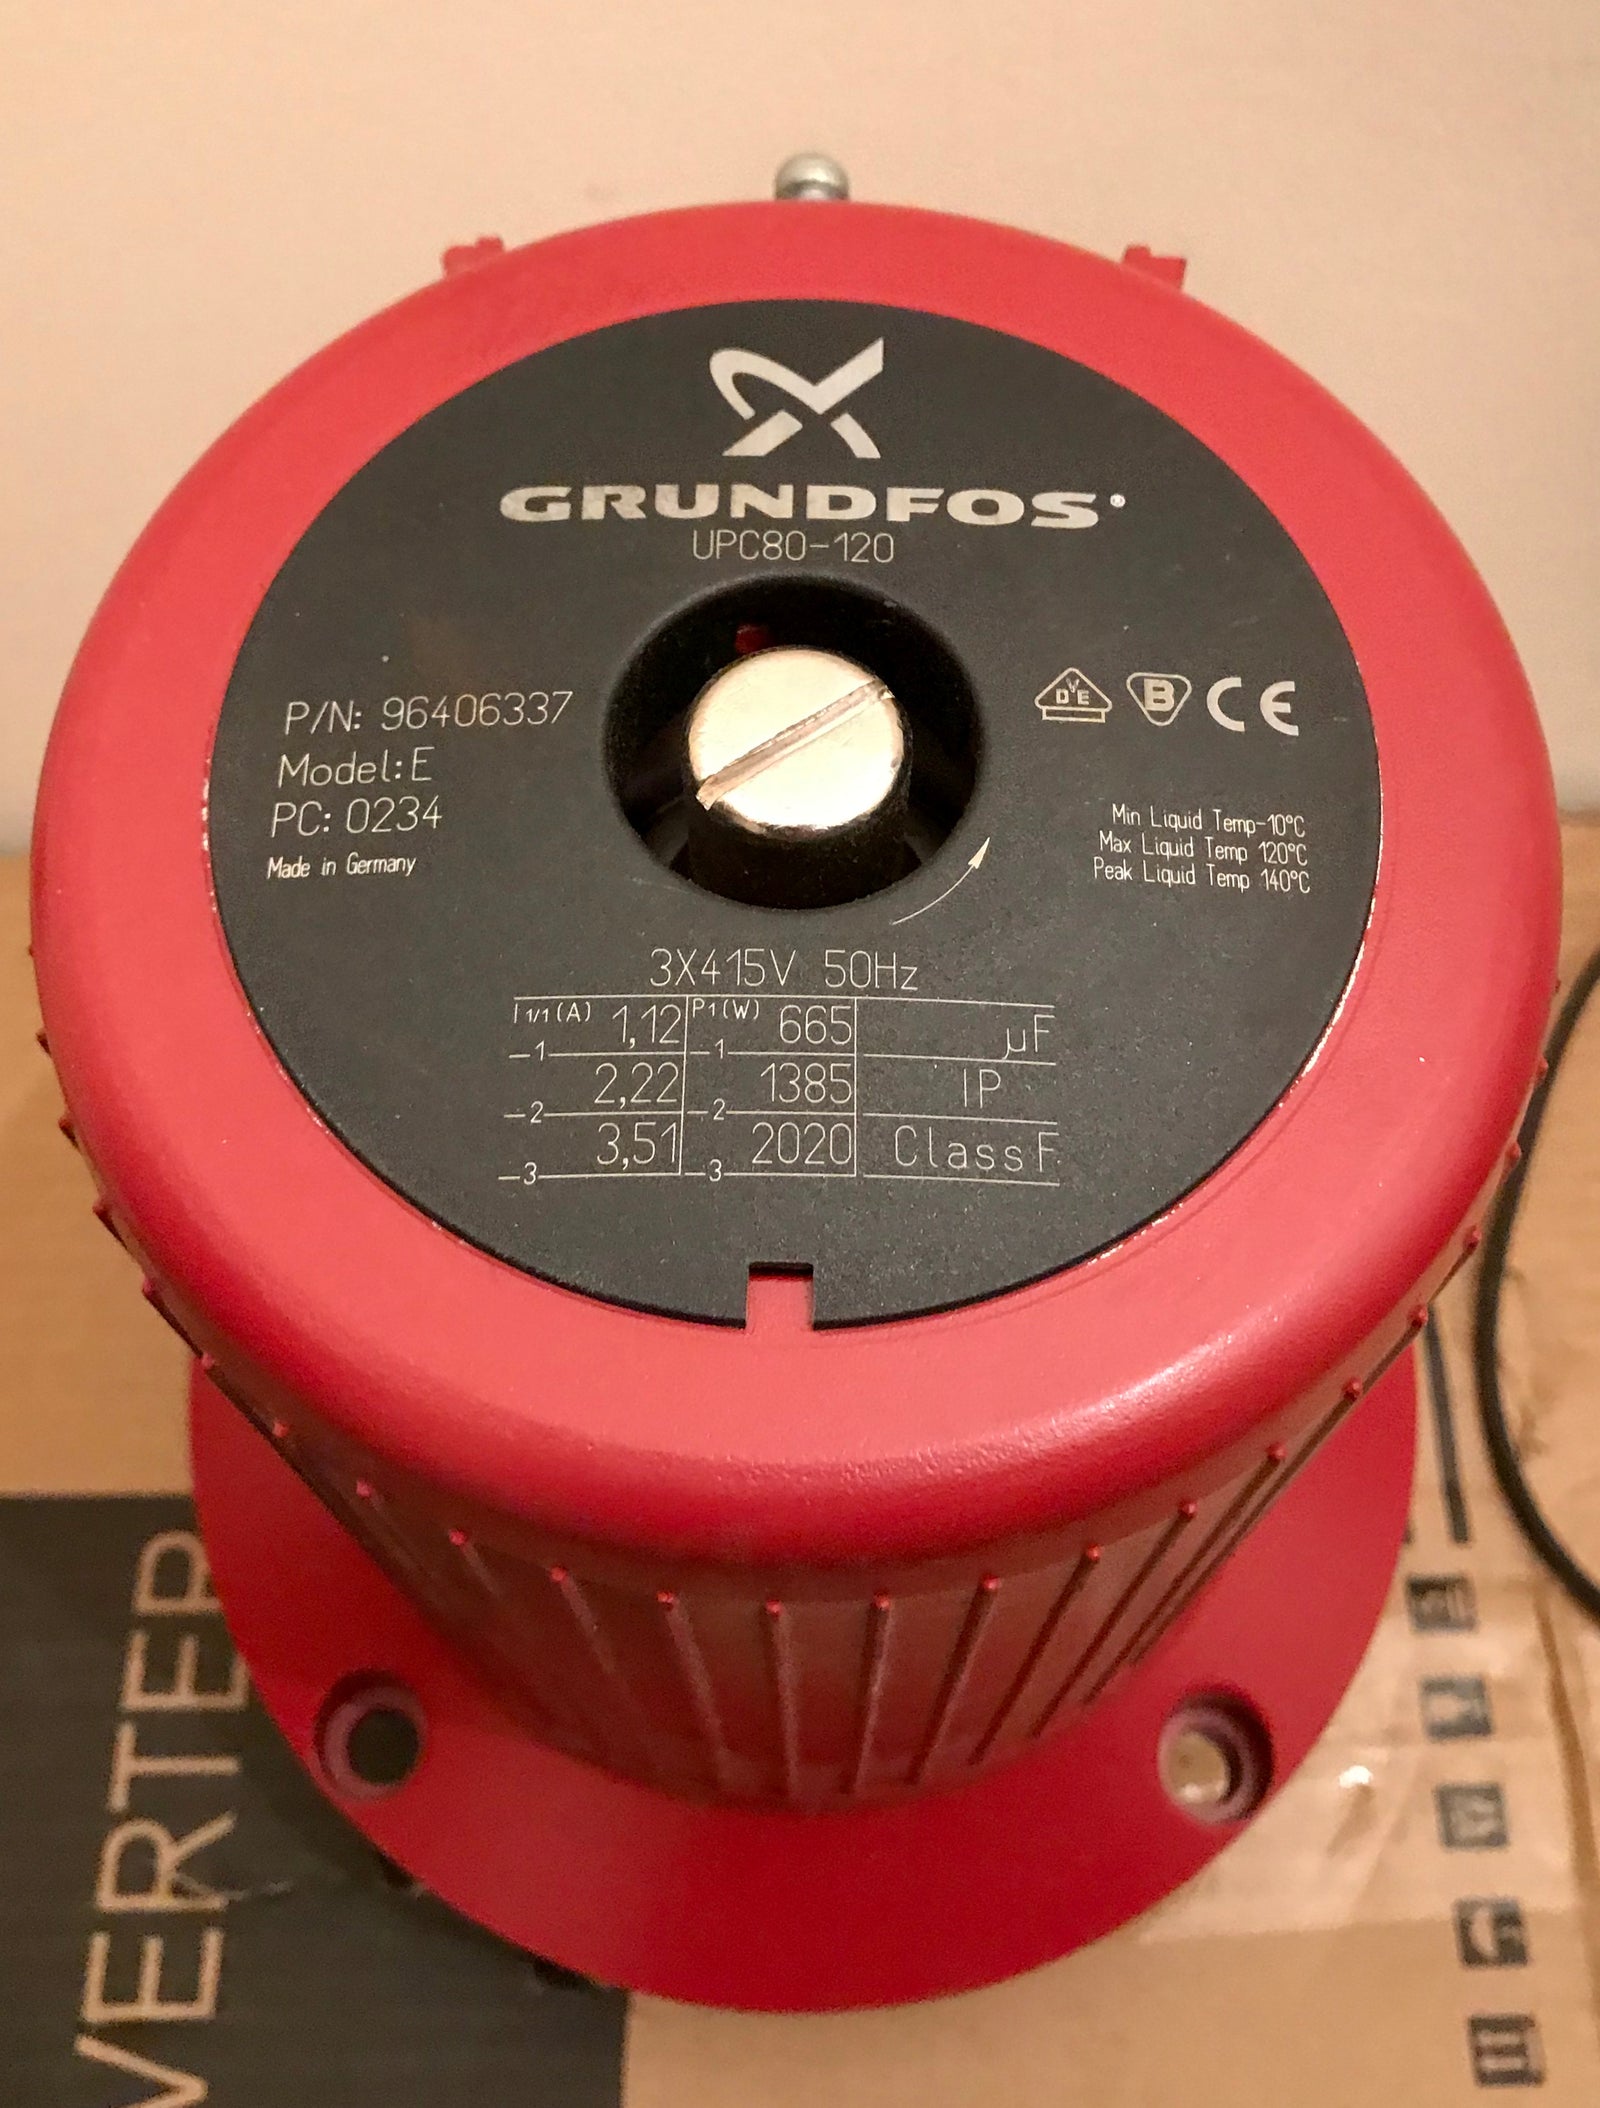 GRUNDFOS®
UPC80-120
P/N: 96406337
Model: E
PC: 0234
Made in Germany
DVE B CE
Min Liquid Temp-10°C
Max Liquid Temp 120°C
Peak Liquid Temp 140°C
3X415V 50Hz
I 1/1(A) 1,12 P1(W) 665 µF
-1 -1
2,22 1385 IP
-2 -2
3,51 2020 Class F
-3 -3
VERTER